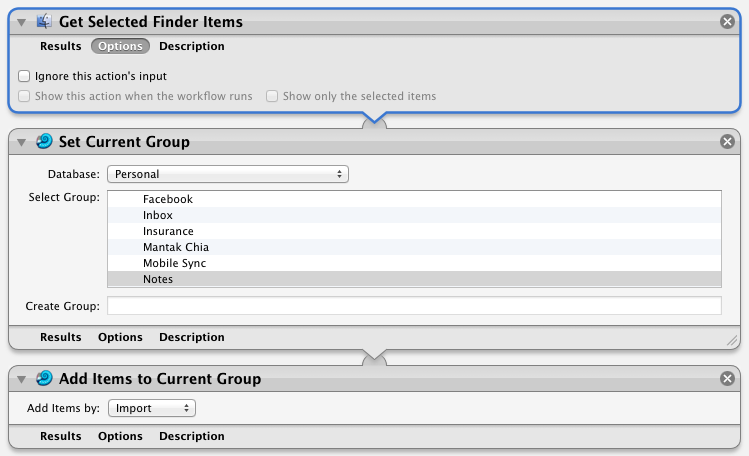 Get Selected Finder Items
Results Options Description
Ignore this action's input
Show this action when the workflow runs Show only the selected items
Set Current Group
Database: Personal
Select Group: Facebook
Inbox
Insurance
Mantak Chia
Mobile Sync
Notes
Create Group:
Results Options Description
Add Items to Current Group
Add Items by: Import
Results Options Description